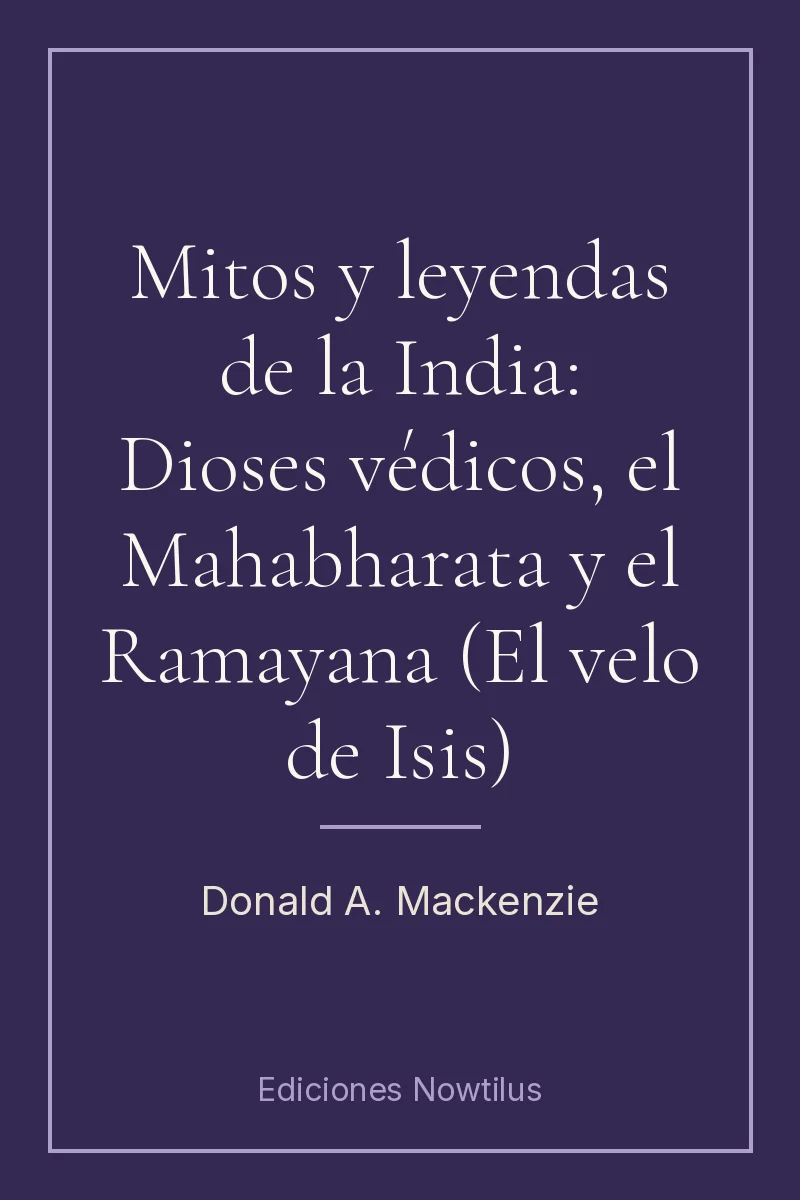 Mitos y leyendas
de la India:
Dioses védicos, el
Mahabharata y el
Ramayana (El velo
de Isis)
Donald A. Mackenzie
Ediciones Nowtilus